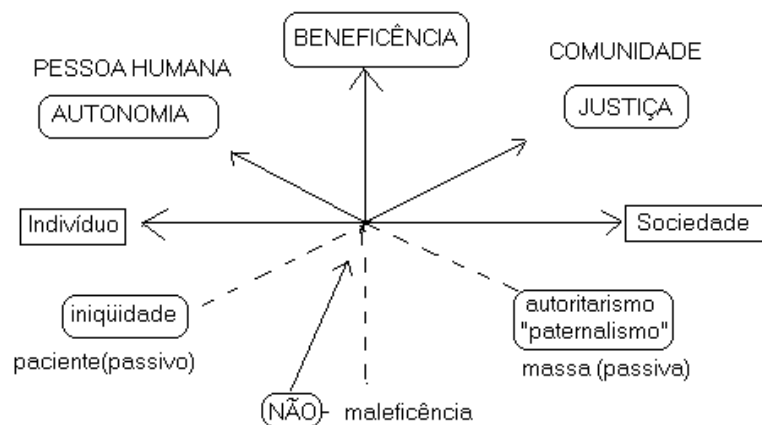 BENEFICÊNCIA
PESSOA HUMANA
COMUNIDADE
AUTONOMIA
JUSTIÇA
Indivíduo
Sociedade
iniqüidade
autoritarismo
"paternalismo"
paciente(passivo)
massa (passiva)
NÃO- maleficência